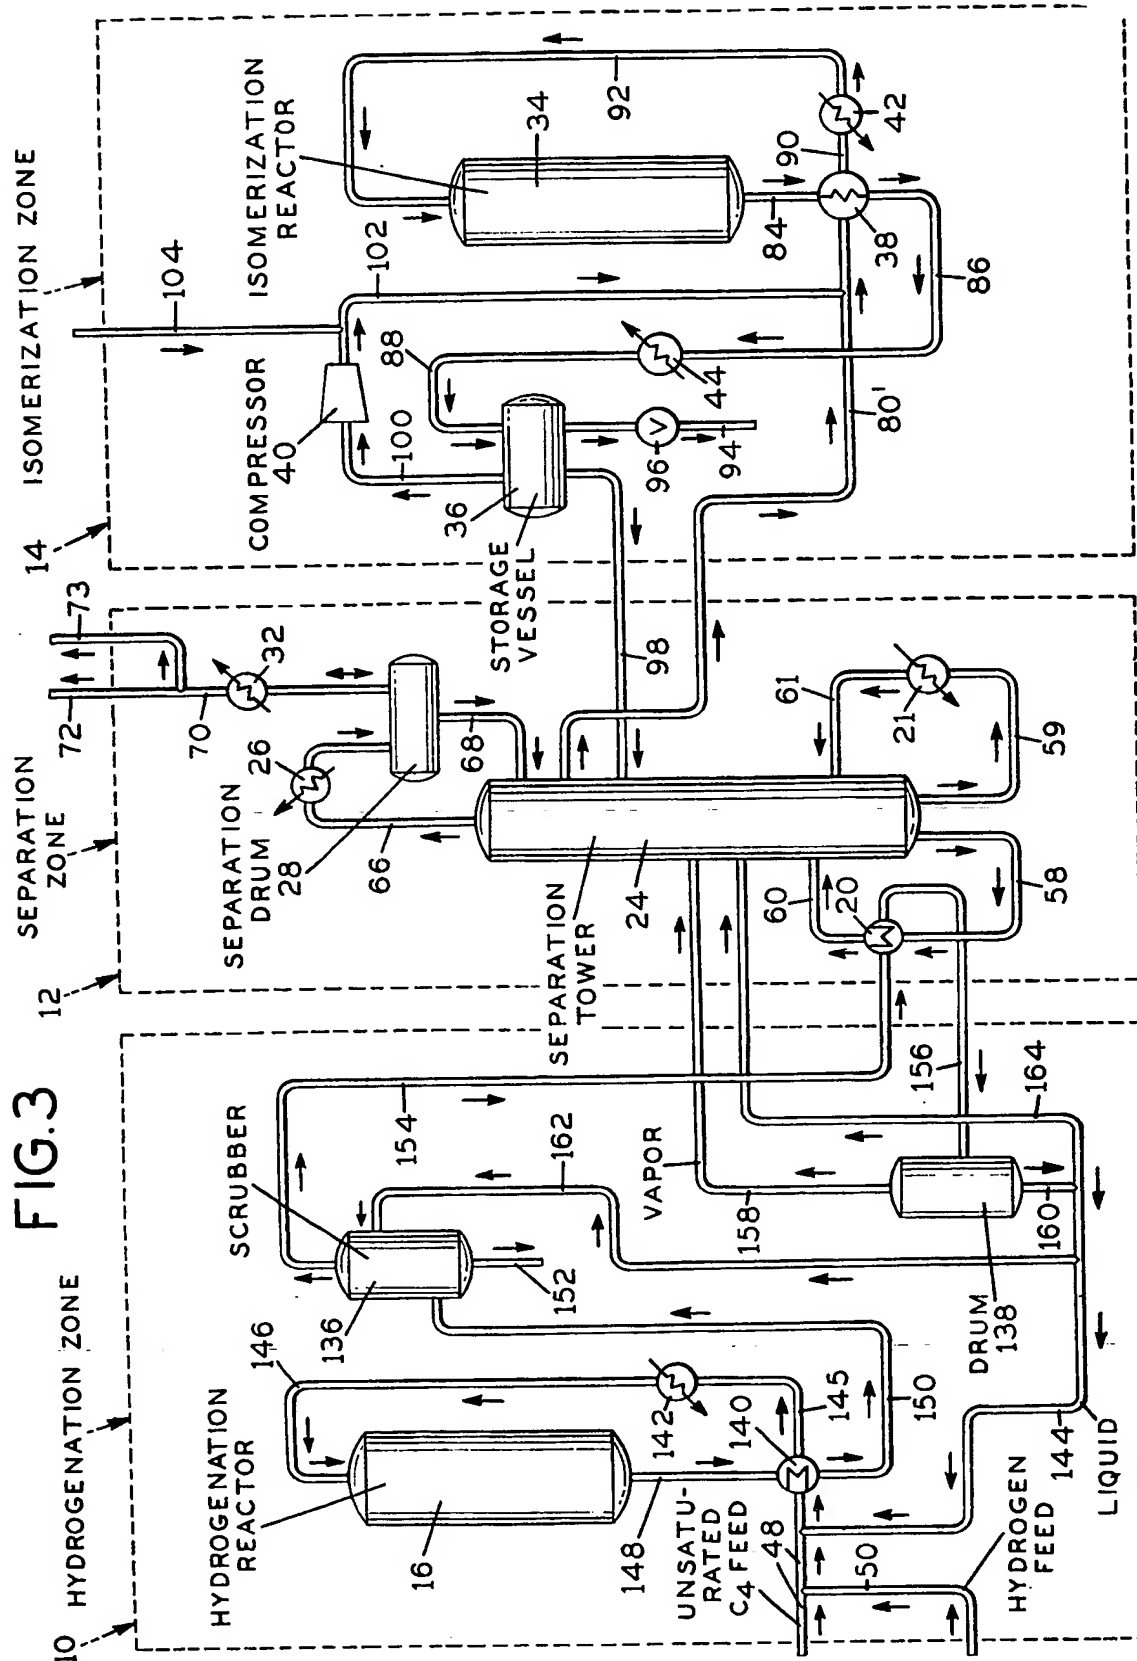 FIG.3
10
HYDROGENATION ZONE
12
SEPARATION
ZONE
14
ISOMERIZATION ZONE
HYDROGENATION
REACTOR
16
146
148
142
140
145
150
UNSATU-
RATED
C4 FEED
48
50
HYDROGEN
FEED
144
LIQUID
SCRUBBER
136
152
154
162
VAPOR
158
DRUM
138
160
156
164
SEPARATION
DRUM
28
26
66
68
70
72
73
32
SEPARATION
TOWER
24
60
20
58
61
21
59
98
STORAGE
VESSEL
36
COMPRESSOR
40
100
88
102
104
96
94
44
80'
ISOMERIZATION
REACTOR
34
84
38
86
90
42
92